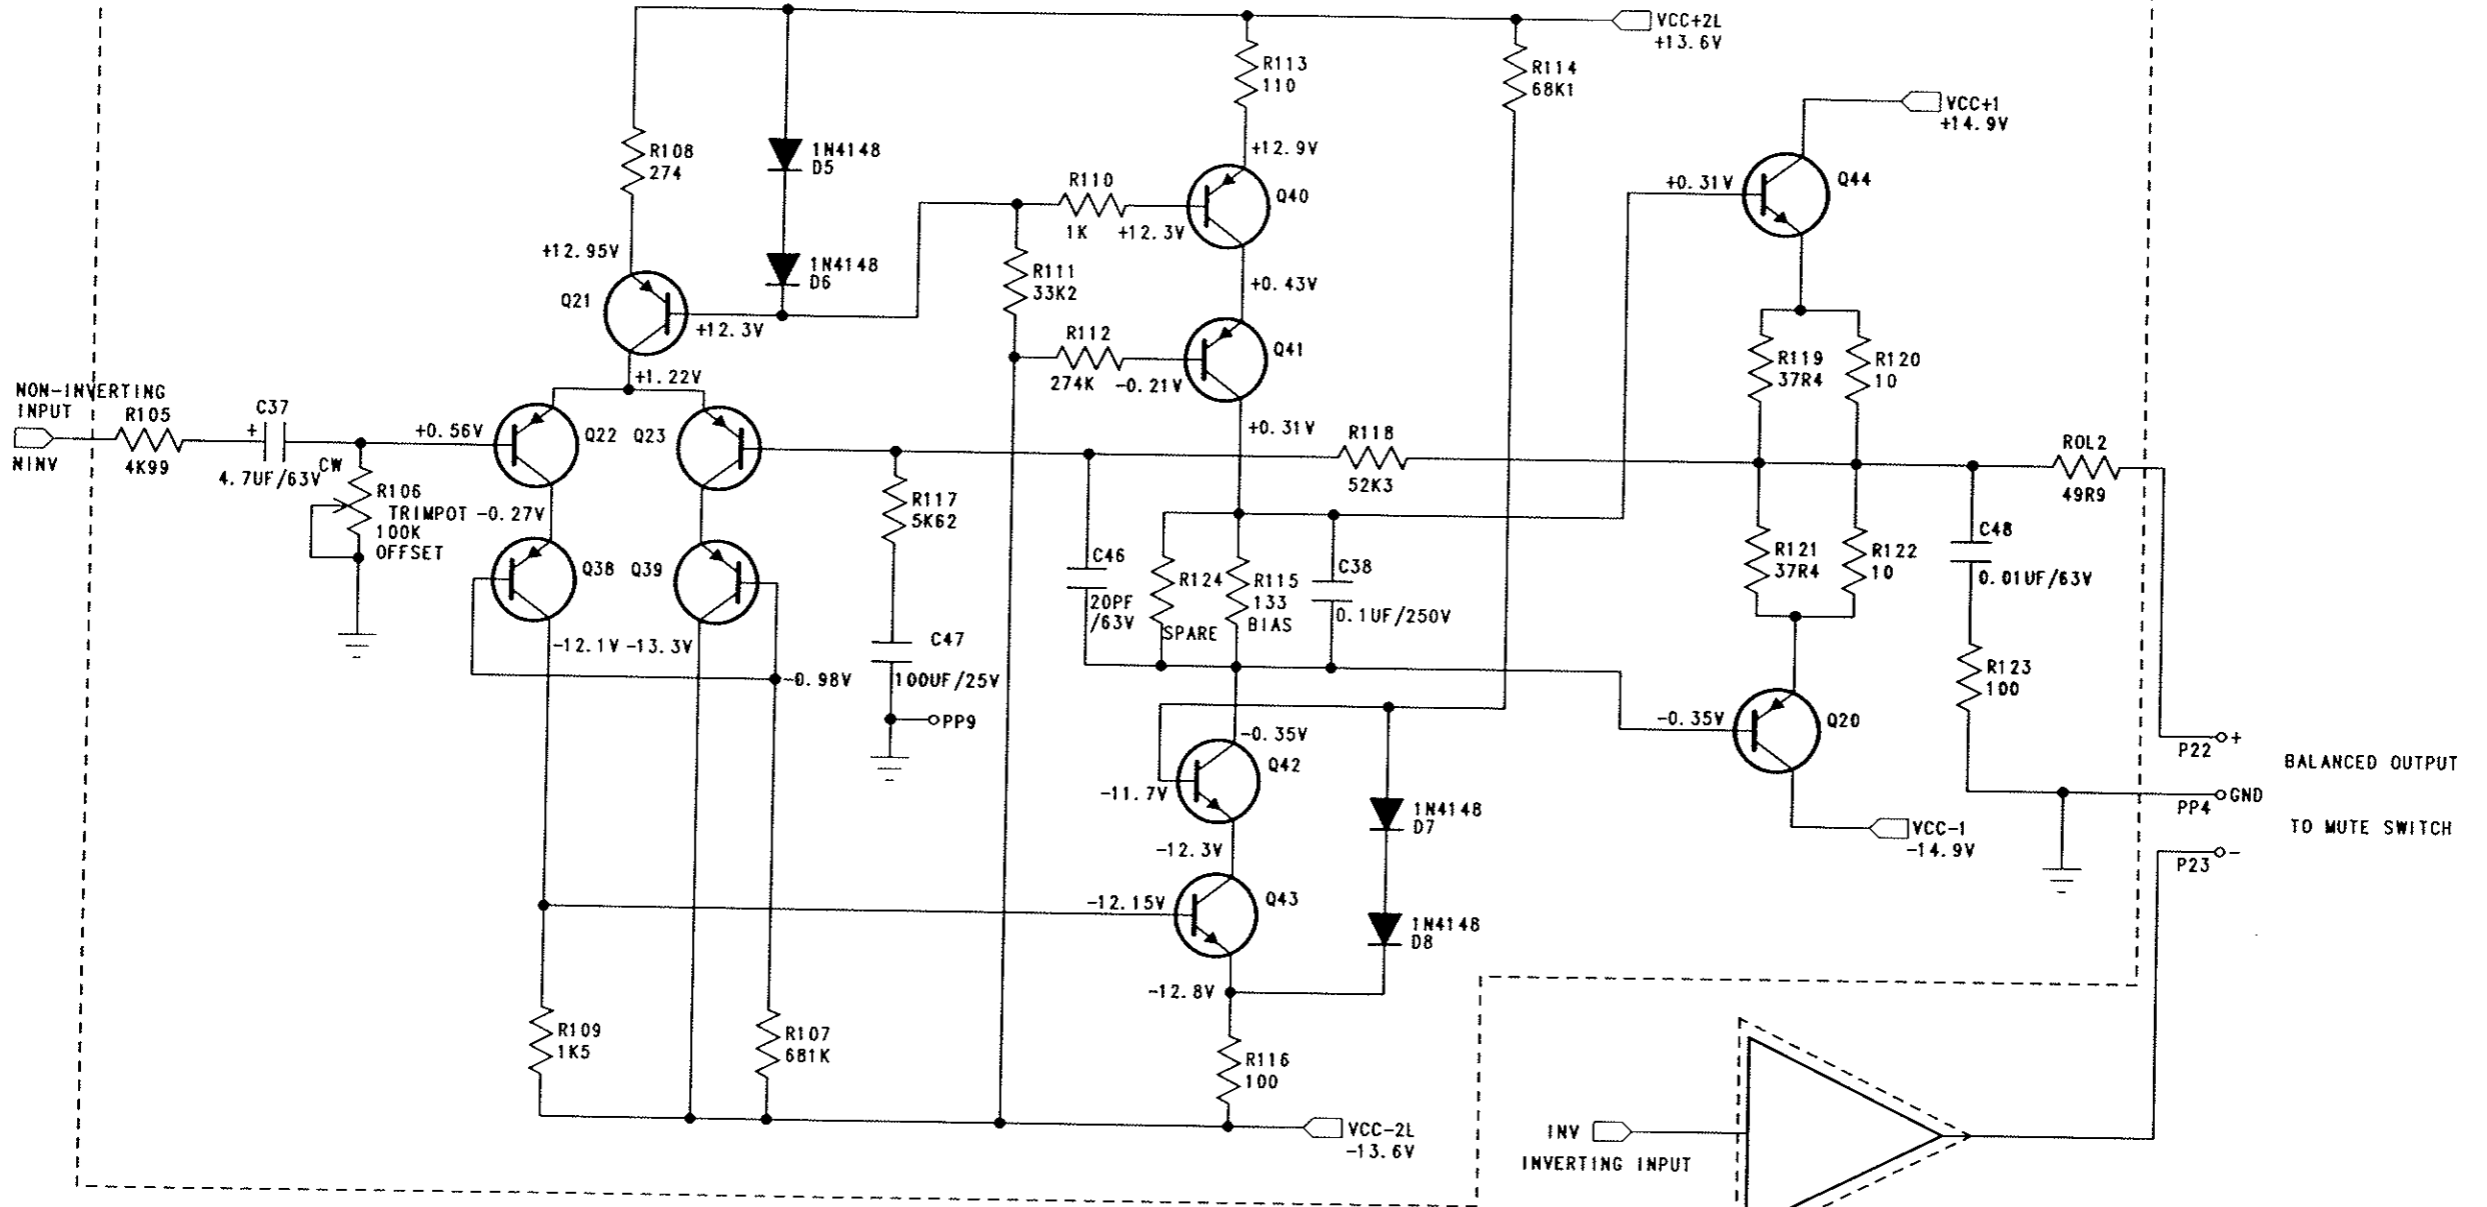 VCC+2L
+13.6V
R113
110
R114
68K1
VCC+1
+14.9V
R108
274
1N4148
D5
+12.9V
R110
1K
+12.3V
Q40
+0.31V
Q44
+12.95V
1N4148
D6
Q21
+12.3V
R111
33K2
+0.43V
R112
274K
-0.21V
Q41
R119
37R4
R120
10
+1.22V
NON-INVERTING
INPUT
NINV
R105
4K99
C37
+
4.7UF/63V
+0.56V
Q22
Q23
+0.31V
R118
52K3
ROL2
49R9
CW
R106
TRIMPOT
100K
OFFSET
-0.27V
R117
5K62
Q38
Q39
C46
20PF
/63V
R124
SPARE
R115
133
BIAS
C38
0.1UF/250V
R121
37R4
R122
10
C48
0.01UF/63V
-12.1V
-13.3V
C47
100UF/25V
-0.98V
PP9
R123
100
-0.35V
Q42
-11.7V
-0.35V
Q20
P22
+
BALANCED OUTPUT
PP4
GND
TO MUTE SWITCH
P23
-
1N4148
D7
-12.3V
VCC-1
-14.9V
-12.15V
Q43
1N4148
D8
-12.8V
R109
1K5
R107
681K
R116
100
VCC-2L
-13.6V
INV
INVERTING INPUT